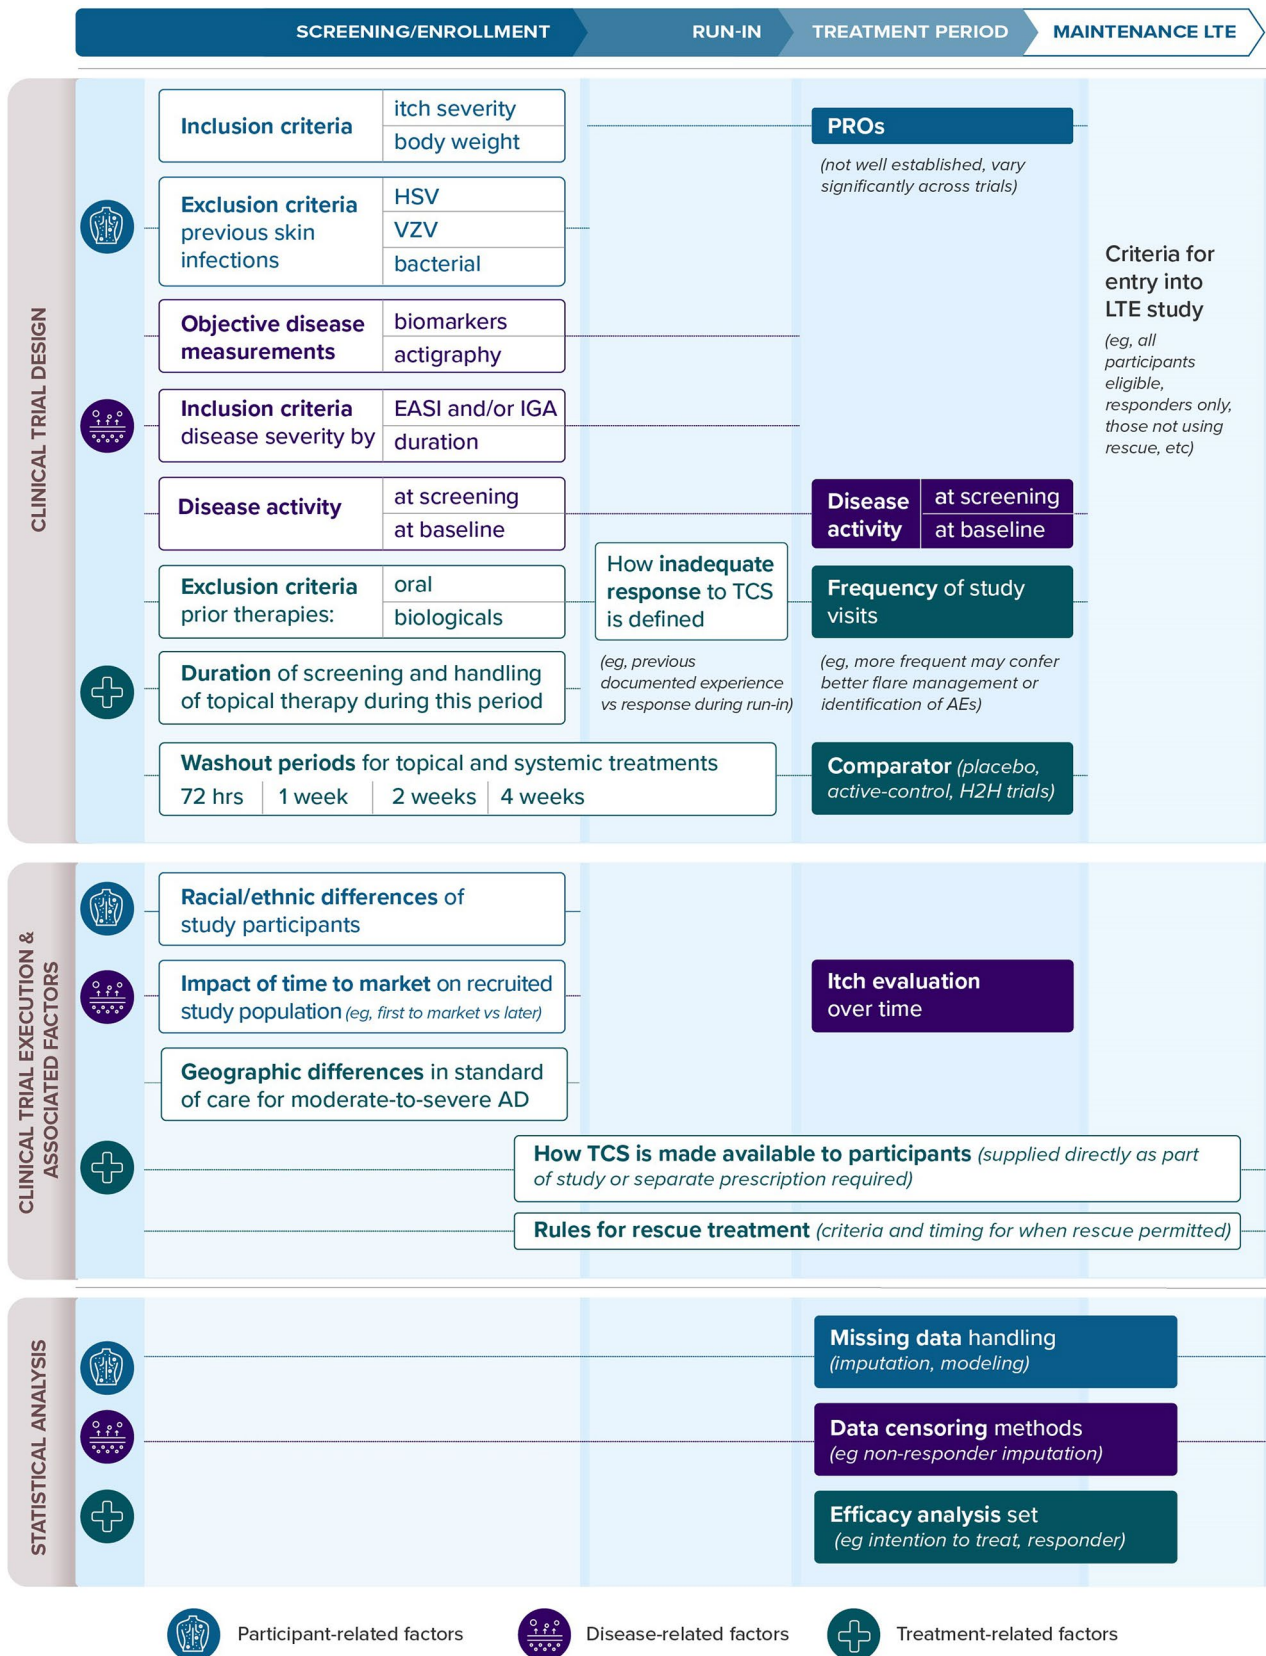 SCREENING/ENROLLMENT
RUN-IN
TREATMENT PERIOD
MAINTENANCE LTE
CLINICAL TRIAL DESIGN
Inclusion criteria
itch severity
body weight
Exclusion criteria
previous skin
infections
HSV
VZV
bacterial
Objective disease
measurements
biomarkers
actigraphy
Inclusion criteria
disease severity by
EASI and/or IGA
duration
Disease activity
at screening
at baseline
Exclusion criteria
prior therapies:
oral
biologicals
Duration of screening and handling
of topical therapy during this period
Washout periods for topical and systemic treatments
72 hrs
1 week
2 weeks
4 weeks
How inadequate
response to TCS
is defined
(eg, previous
documented experience
vs response during run-in)
PROs
(not well established, vary
significantly across trials)
Disease
activity
at screening
at baseline
Frequency of study
visits
(eg, more frequent may confer
better flare management or
identification of AEs)
Comparator (placebo,
active-control, H2H trials)
Criteria for
entry into
LTE study
(eg, all
participants
eligible,
responders only,
those not using
rescue, etc)
CLINICAL TRIAL EXECUTION &
ASSOCIATED FACTORS
Racial/ethnic differences of
study participants
Impact of time to market on recruited
study population (eg, first to market vs later)
Geographic differences in standard
of care for moderate-to-severe AD
Itch evaluation
over time
How TCS is made available to participants (supplied directly as part
of study or separate prescription required)
Rules for rescue treatment (criteria and timing for when rescue permitted)
STATISTICAL ANALYSIS
Missing data handling
(imputation, modeling)
Data censoring methods
(eg non-responder imputation)
Efficacy analysis set
(eg intention to treat, responder)
Participant-related factors
Disease-related factors
Treatment-related factors